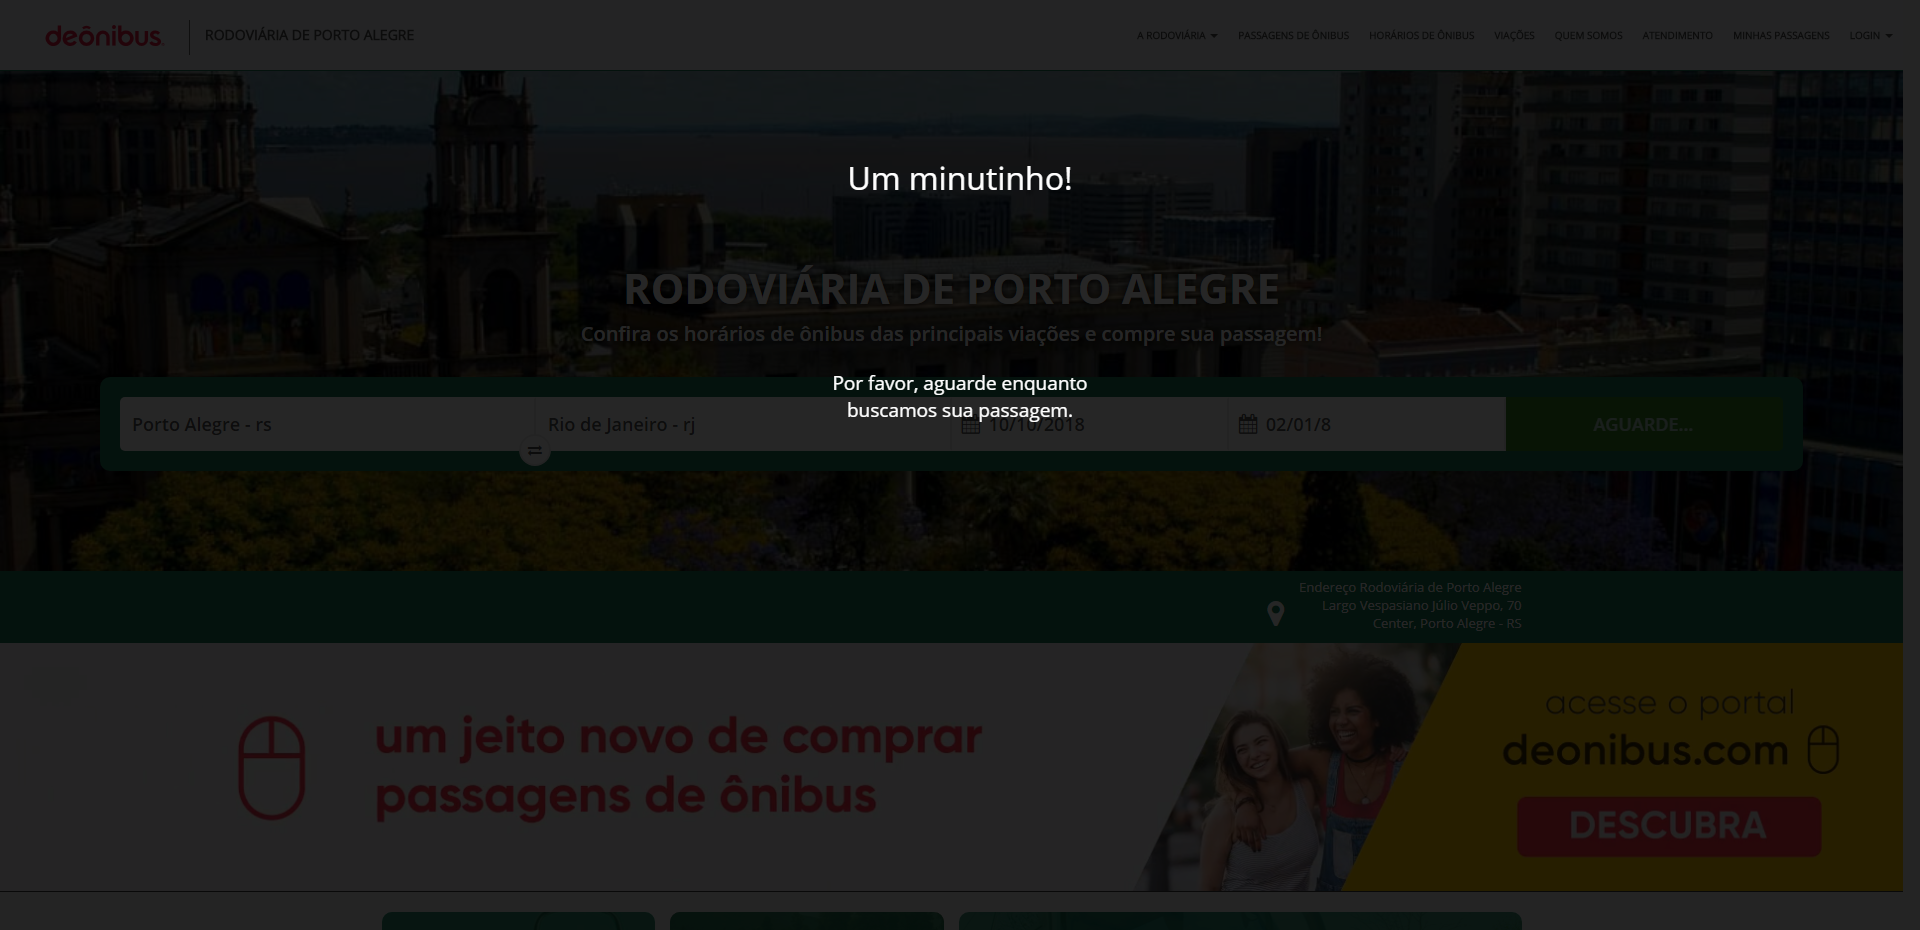 deônibus.
RODOVIÁRIA DE PORTO ALEGRE
A RODOVIÁRIA
PASSAGENS DE ÔNIBUS
HORÁRIOS DE ÔNIBUS
VIAÇÕES
QUEM SOMOS
ATENDIMENTO
MINHAS PASSAGENS
LOGIN
Um minutinho!
RODOVIÁRIA DE PORTO ALEGRE
Confira os horários de ônibus das principais viações e compre sua passagem!
Por favor, aguarde enquanto
buscamos sua passagem.
Porto Alegre - rs
Rio de Janeiro - rj
10/10/2018
02/01/8
AGUARDE...
Endereço Rodoviária de Porto Alegre
Largo Vespasiano Júlio Veppo, 70
Center, Porto Alegre - RS
um jeito novo de comprar
passagens de ônibus
acesse o portal
deonibus.com
DESCUBRA